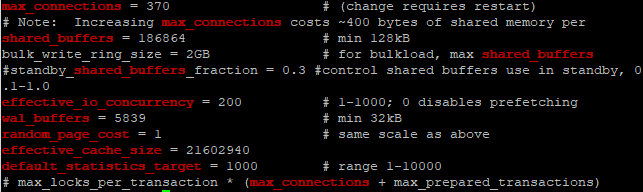 max_connections = 370 # (change requires restart)
# Note:  Increasing max_connections costs ~400 bytes of shared memory per
shared_buffers = 186864 # min 128kB
bulk_write_ring_size = 2GB # for bulkload, max shared_buffers
#standby_shared_buffers_fraction = 0.3 #control shared buffers use in standby, 0
.1-1.0
effective_io_concurrency = 200 # 1-1000; 0 disables prefetching
wal_buffers = 5839 # min 32kB
random_page_cost = 1 # same scale as above
effective_cache_size = 21602940
default_statistics_target = 1000 # range 1-10000
# max_locks_per_transaction * (max_connections + max_prepared_transactions)